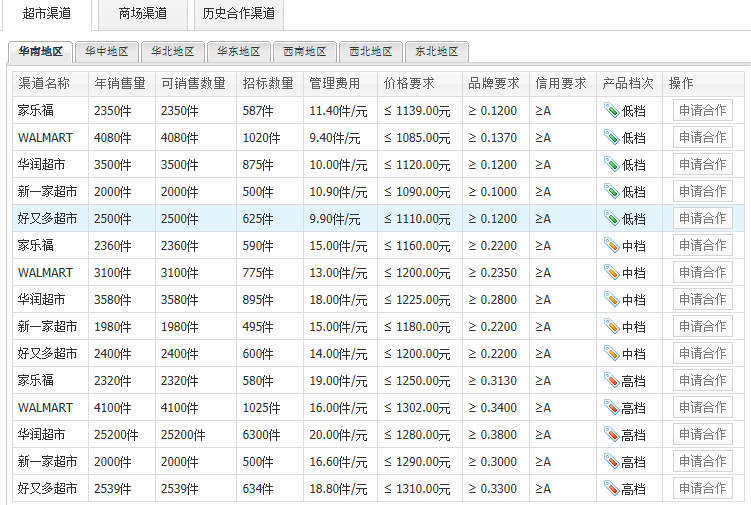 超市渠道 商场渠道 历史合作渠道
华南地区 华中地区 华北地区 华东地区 西南地区 西北地区 东北地区
渠道名称 年销售量 可销售数量 招标数量 管理费用 价格要求 品牌要求 信用要求 产品档次 操作
家乐福 2350件 2350件 587件 11.40件/元 ≤ 1139.00元 ≥ 0.1200 ≥A 低档 申请合作
WALMART 4080件 4080件 1020件 9.40件/元 ≤ 1085.00元 ≥ 0.1370 ≥A 低档 申请合作
华润超市 3500件 3500件 875件 10.00件/元 ≤ 1120.00元 ≥ 0.1200 ≥A 低档 申请合作
新一家超市 2000件 2000件 500件 10.90件/元 ≤ 1090.00元 ≥ 0.1000 ≥A 低档 申请合作
好又多超市 2500件 2500件 625件 9.90件/元 ≤ 1110.00元 ≥ 0.1200 ≥A 低档 申请合作
家乐福 2360件 2360件 590件 15.00件/元 ≤ 1160.00元 ≥ 0.2200 ≥A 中档 申请合作
WALMART 3100件 3100件 775件 13.00件/元 ≤ 1200.00元 ≥ 0.2350 ≥A 中档 申请合作
华润超市 3580件 3580件 895件 18.00件/元 ≤ 1225.00元 ≥ 0.2800 ≥A 中档 申请合作
新一家超市 1980件 1980件 495件 15.00件/元 ≤ 1180.00元 ≥ 0.2200 ≥A 中档 申请合作
好又多超市 2400件 2400件 600件 14.00件/元 ≤ 1200.00元 ≥ 0.2200 ≥A 中档 申请合作
家乐福 2320件 2320件 580件 19.00件/元 ≤ 1250.00元 ≥ 0.3130 ≥A 高档 申请合作
WALMART 4100件 4100件 1025件 16.00件/元 ≤ 1302.00元 ≥ 0.3400 ≥A 高档 申请合作
华润超市 25200件 25200件 6300件 20.00件/元 ≤ 1280.00元 ≥ 0.3800 ≥A 高档 申请合作
新一家超市 2000件 2000件 500件 16.60件/元 ≤ 1290.00元 ≥ 0.3000 ≥A 高档 申请合作
好又多超市 2539件 2539件 634件 18.80件/元 ≤ 1310.00元 ≥ 0.3300 ≥A 高档 申请合作